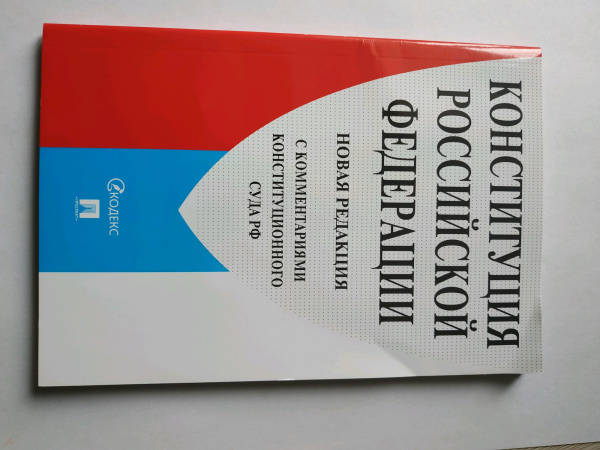 КОНСТИТУЦИЯ
РОССИЙСКОЙ
ФЕДЕРАЦИИ
НОВАЯ РЕДАКЦИЯ
С КОММЕНТАРИЯМИ
КОНСТИТУЦИОННОГО
СУДА РФ
КОДЕКС